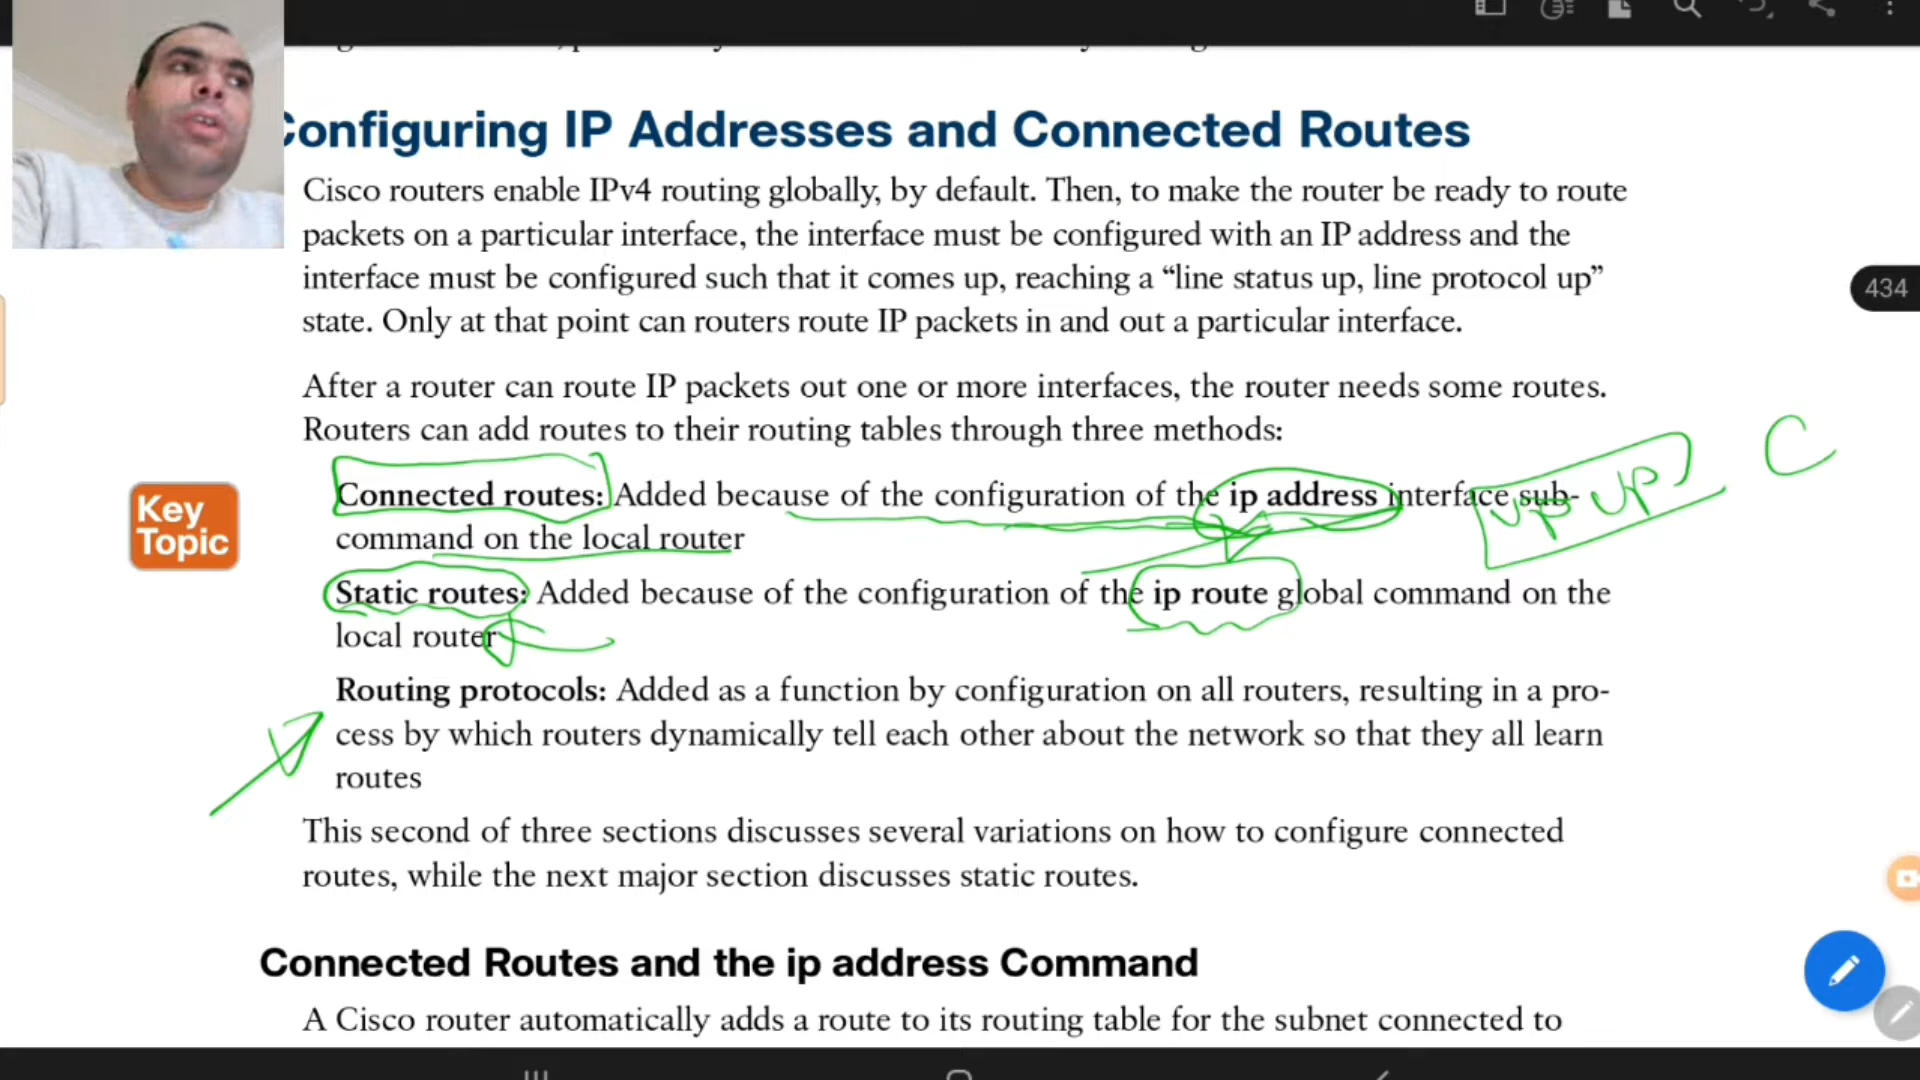 Configuring IP Addresses and Connected Routes
Cisco routers enable IPv4 routing globally, by default. Then, to make the router be ready to route
packets on a particular interface, the interface must be configured with an IP address and the
interface must be configured such that it comes up, reaching a “line status up, line protocol up”
434
state. Only at that point can routers route IP packets in and out a particular interface.
After a router can route IP packets out one or more interfaces, the router needs some routes.
Routers can add routes to their routing tables through three methods:
C
Key
Topic
Connected routes: Added because of the configuration of the ip address interface sub-
up up
command on the local router
Static routes: Added because of the configuration of the ip route global command on the
local router
Routing protocols: Added as a function by configuration on all routers, resulting in a pro-
cess by which routers dynamically tell each other about the network so that they all learn
routes
This second of three sections discusses several variations on how to configure connected
routes, while the next major section discusses static routes.
Connected Routes and the ip address Command
A Cisco router automatically adds a route to its routing table for the subnet connected to